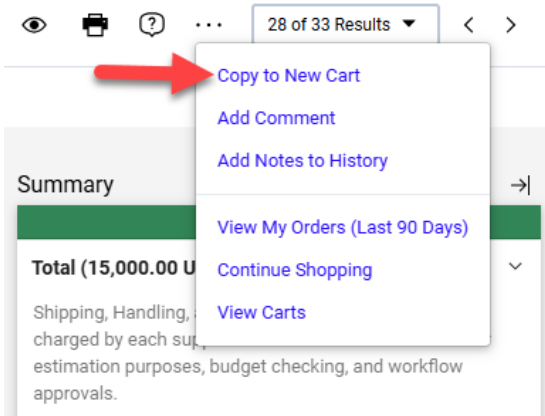 28 of 33 Results
Copy to New Cart
Add Comment
Add Notes to History
View My Orders (Last 90 Days)
Continue Shopping
View Carts
Summary
Total (15,000.00 U
Shipping, Handling,
charged by each sup
estimation purposes, budget checking, and workflow
approvals.